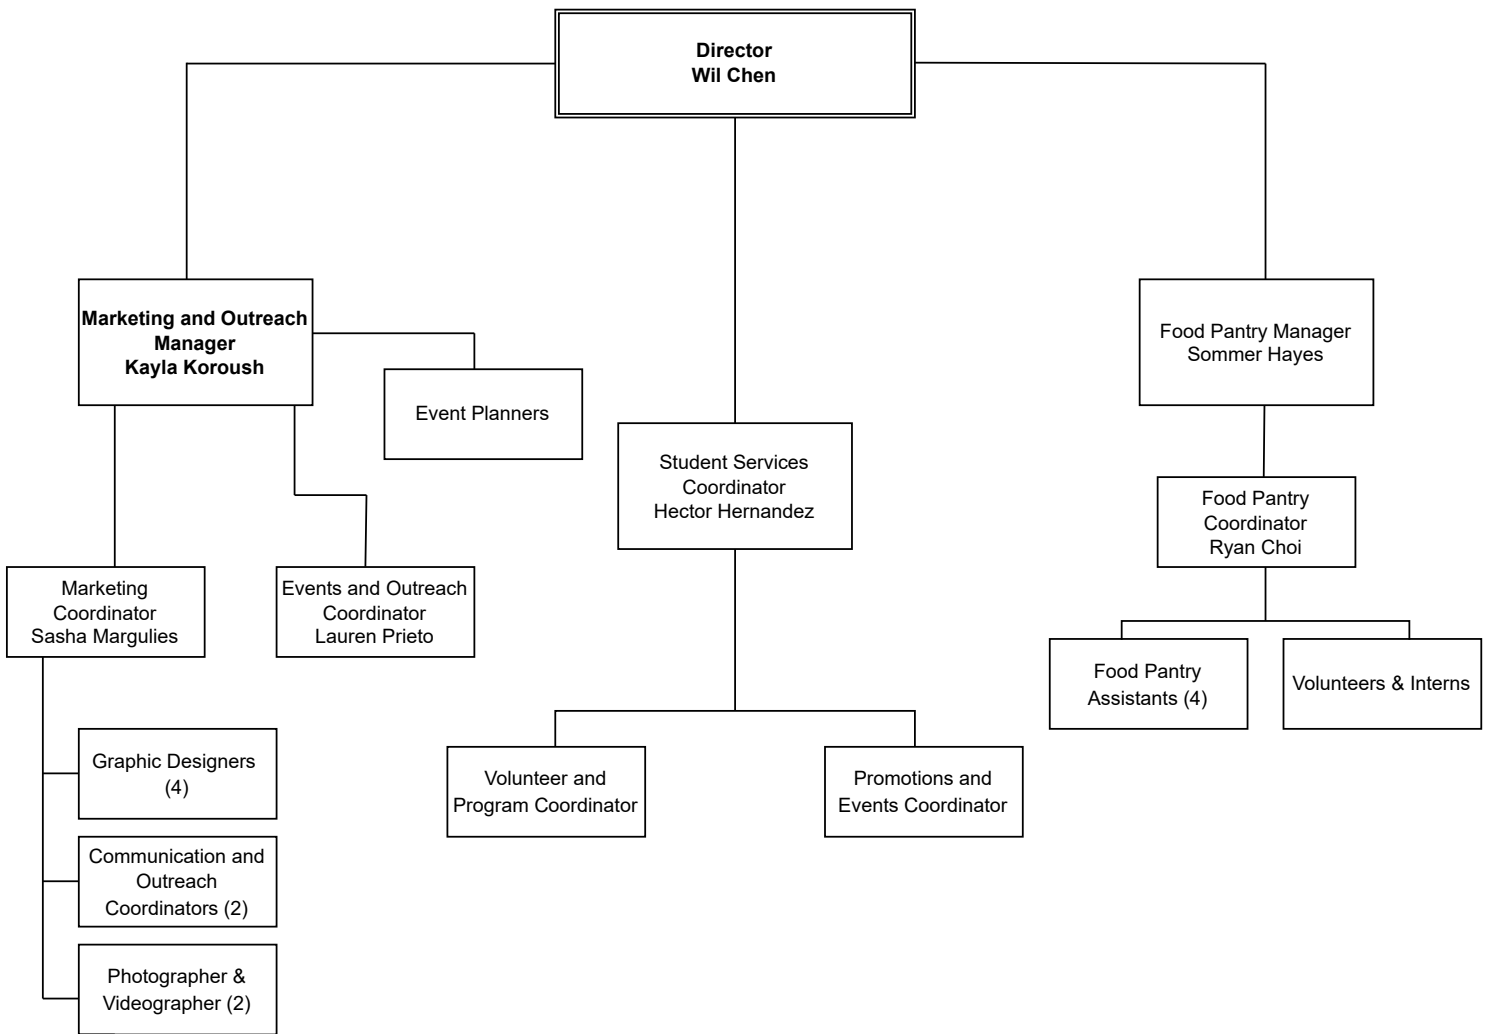 Director
Wil Chen
Marketing and Outreach
Manager
Kayla Koroush
Event Planners
Food Pantry Manager
Sommer Hayes
Student Services
Coordinator
Hector Hernandez
Food Pantry
Coordinator
Ryan Choi
Marketing
Coordinator
Sasha Margulies
Events and Outreach
Coordinator
Lauren Prieto
Food Pantry
Assistants (4)
Volunteers & Interns
Graphic Designers
(4)
Volunteer and
Program Coordinator
Promotions and
Events Coordinator
Communication and
Outreach
Coordinators (2)
Photographer &
Videographer (2)